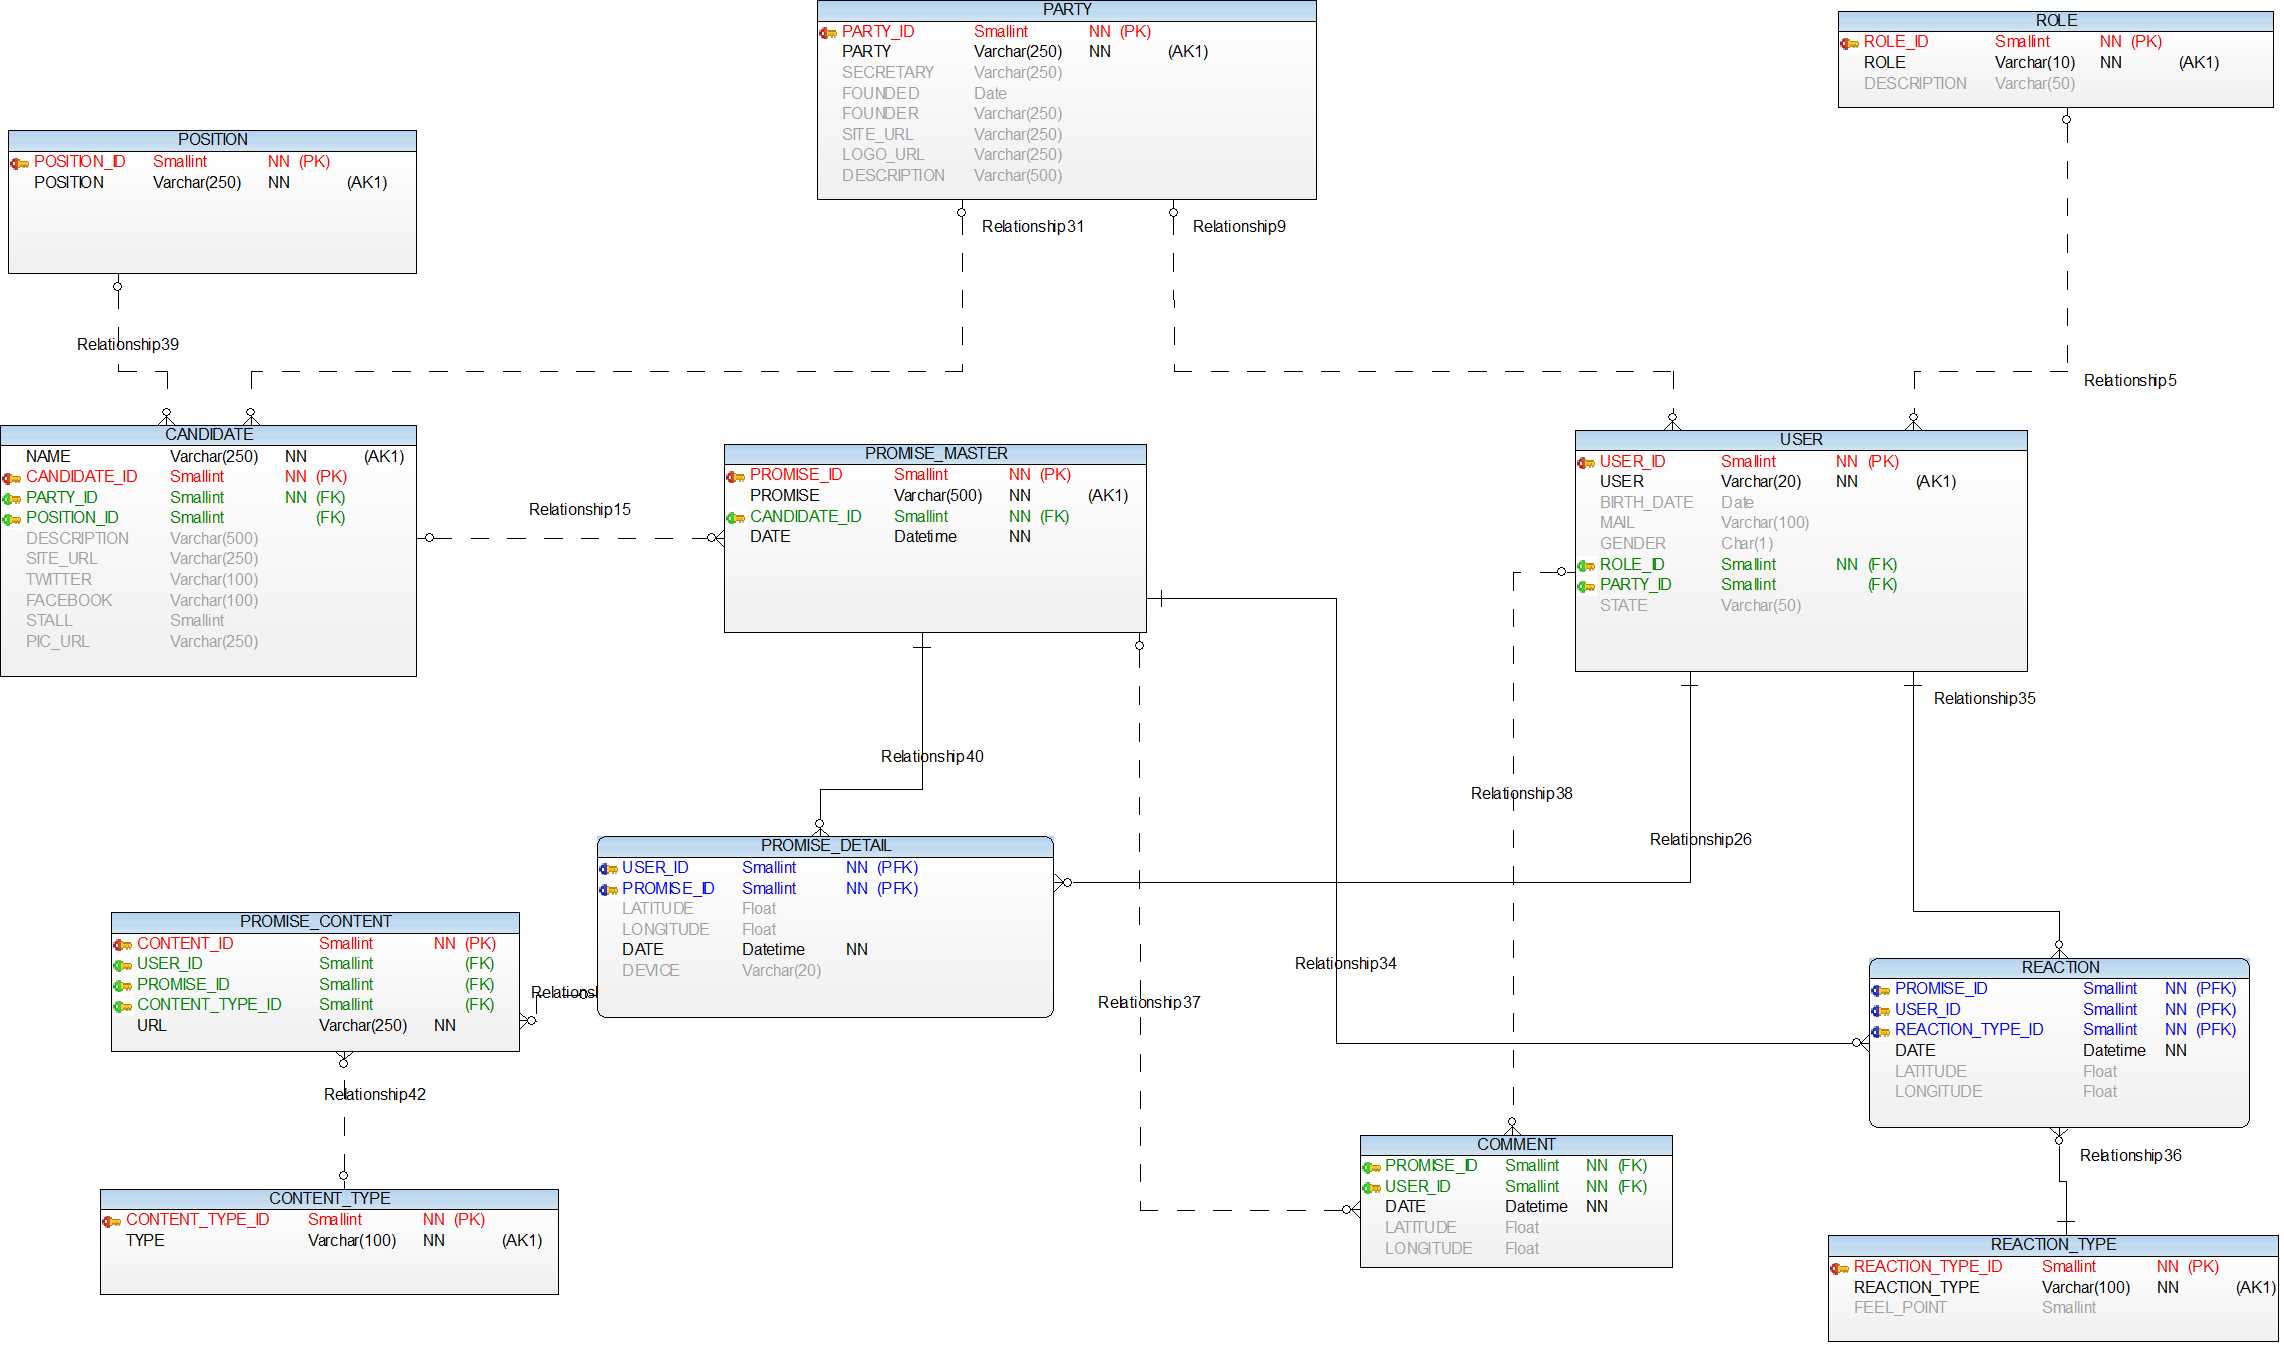 PARTY
PARTY_ID Smallint NN (PK)
PARTY Varchar(250) NN (AK1)
SECRETARY Varchar(250)
FOUNDED Date
FOUNDER Varchar(250)
SITE_URL Varchar(250)
LOGO_URL Varchar(250)
DESCRIPTION Varchar(500)
ROLE
ROLE_ID Smallint NN (PK)
ROLE Varchar(10) NN (AK1)
DESCRIPTION Varchar(50)
POSITION
POSITION_ID Smallint NN (PK)
POSITION Varchar(250) NN (AK1)
Relationship31
Relationship9
Relationship39
Relationship5
CANDIDATE
NAME Varchar(250) NN (AK1)
CANDIDATE_ID Smallint NN (PK)
PARTY_ID Smallint NN (FK)
POSITION_ID Smallint (FK)
DESCRIPTION Varchar(500)
SITE_URL Varchar(250)
TWITTER Varchar(100)
FACEBOOK Varchar(100)
STALL Smallint
PIC_URL Varchar(250)
Relationship15
PROMISE_MASTER
PROMISE_ID Smallint NN (PK)
PROMISE Varchar(500) NN (AK1)
CANDIDATE_ID Smallint NN (FK)
DATE Datetime NN
USER
USER_ID Smallint NN (PK)
USER Varchar(20) NN (AK1)
BIRTH_DATE Date
MAIL Varchar(100)
GENDER Char(1)
ROLE_ID Smallint NN (FK)
PARTY_ID Smallint (FK)
STATE Varchar(50)
Relationship35
Relationship40
Relationship38
Relationship26
PROMISE_DETAIL
USER_ID Smallint NN (PFK)
PROMISE_ID Smallint NN (PFK)
LATITUDE Float
LONGITUDE Float
DATE Datetime NN
DEVICE Varchar(20)
PROMISE_CONTENT
CONTENT_ID Smallint NN (PK)
USER_ID Smallint (FK)
PROMISE_ID Smallint (FK)
CONTENT_TYPE_ID Smallint (FK)
URL Varchar(250) NN
Relations
Relationship34
Relationship37
REACTION
PROMISE_ID Smallint NN (PFK)
USER_ID Smallint NN (PFK)
REACTION_TYPE_ID Smallint NN (PFK)
DATE Datetime NN
LATITUDE Float
LONGITUDE Float
Relationship42
COMMENT
PROMISE_ID Smallint NN (FK)
USER_ID Smallint NN (FK)
DATE Datetime NN
LATITUDE Float
LONGITUDE Float
Relationship36
CONTENT_TYPE
CONTENT_TYPE_ID Smallint NN (PK)
TYPE Varchar(100) NN (AK1)
REACTION_TYPE
REACTION_TYPE_ID Smallint NN (PK)
REACTION_TYPE Varchar(100) NN (AK1)
FEEL_POINT Smallint